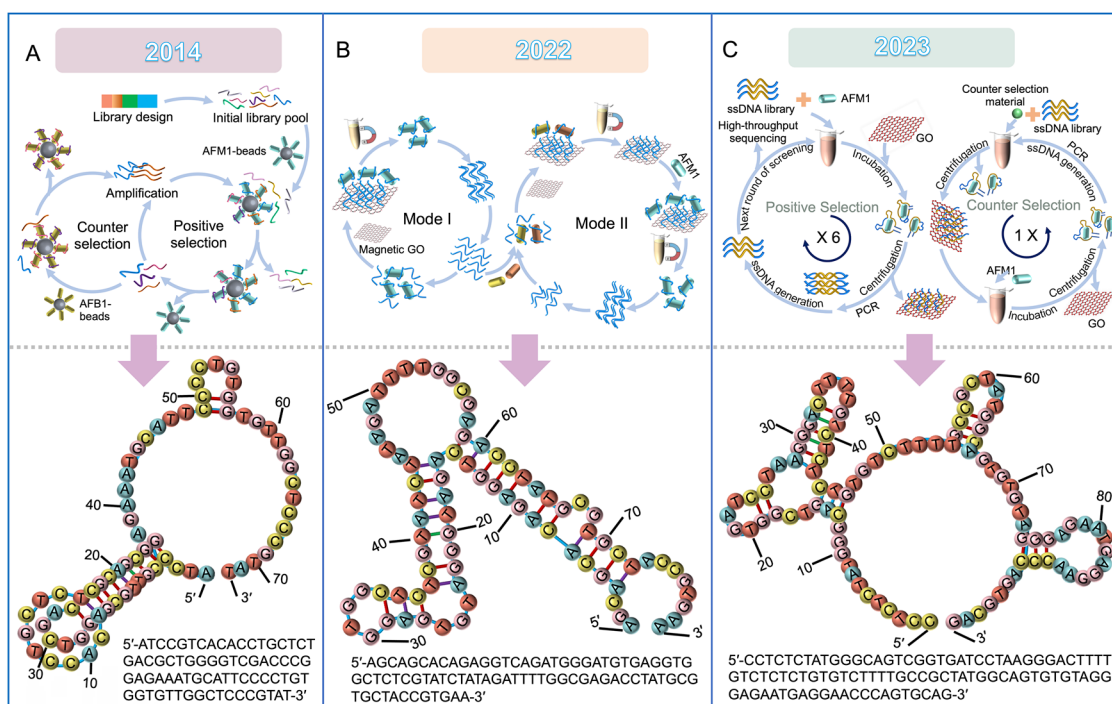 A
2014
Library design
Initial library pool
AFM1-beads
Amplification
Counter
selection
Positive
selection
AFB1-
beads
50
60
40
20
70
5′
3′
30
10
5′-ATCCGTCACACCTGCTCT
GACGCTGGGGTCGACCCG
GAGAAATGCATTCCCCTGT
GGTGTTGGCTCCCGTAT-3′
B
2022
AFM1
Mode I
Mode II
Magnetic GO
50
60
20
10
40
70
30
5′
3′
5′-AGCAGCACAGAGGTCAGATGGGATGTGAGGTG
GCTCTCGTATCTATAGATTTTGGCGAGACCTATGCG
TGCTACCGTGAA-3′
C
2023
ssDNA library
AFM1
High-throughput
sequencing
GO
Next round of screening
Incubation
Positive Selection
X 6
ssDNA generation
Centrifugation
PCR
Counter selection
material
ssDNA library
PCR
ssDNA generation
Centrifugation
Counter Selection
1 X
AFM1
Centrifugation
Incubation
GO
60
50
30
40
70
80
20
10
5′
3′
5′-CCTCTCTATGGGCAGTCGGTGATCCTAAGGGACTTTT
GTCTCTCTGTGTCTTTTGCCGCTATGGCAGTGTGTAGG
GAGAATGAGGAACCCAGTGCAG-3′